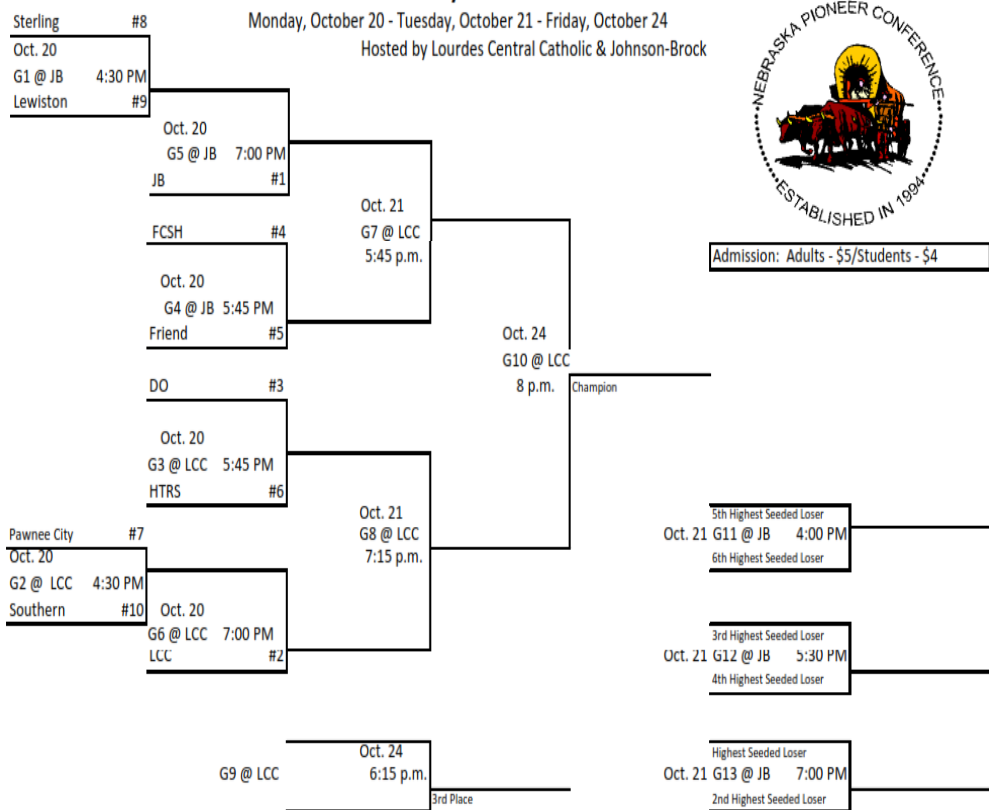 Monday, October 20 - Tuesday, October 21 - Friday, October 24
Hosted by Lourdes Central Catholic & Johnson-Brock
NEBRASKA PIONEER CONFERENCE
ESTABLISHED IN 1994
Admission: Adults - $5/Students - $4
Sterling #8
Oct. 20
G1 @ JB 4:30 PM
Lewiston #9
Oct. 20
G5 @ JB 7:00 PM
JB #1
FCSH #4
Oct. 20
G4 @ JB 5:45 PM
Friend #5
Oct. 21
G7 @ LCC
5:45 p.m.
DO #3
Oct. 20
G3 @ LCC 5:45 PM
HTRS #6
Pawnee City #7
Oct. 20
G2 @ LCC 4:30 PM
Southern #10
Oct. 20
G6 @ LCC 7:00 PM
LCC #2
Oct. 21
G8 @ LCC
7:15 p.m.
Oct. 24
G10 @ LCC
8 p.m.
Champion
Oct. 24
G9 @ LCC 6:15 p.m.
3rd Place
5th Highest Seeded Loser
Oct. 21 G11 @ JB 4:00 PM
6th Highest Seeded Loser
3rd Highest Seeded Loser
Oct. 21 G12 @ JB 5:30 PM
4th Highest Seeded Loser
Highest Seeded Loser
Oct. 21 G13 @ JB 7:00 PM
2nd Highest Seeded Loser